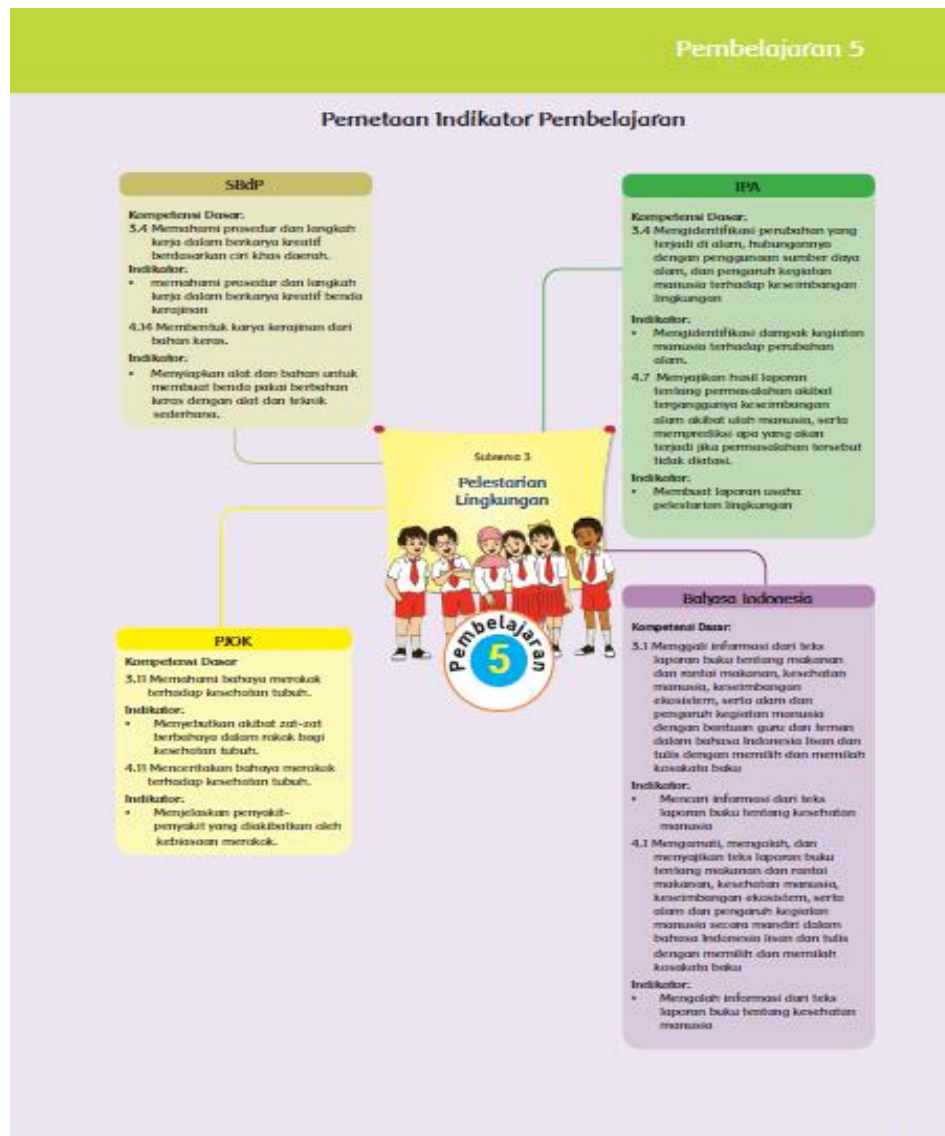 Pembelajaran 5
Pemetaan Indikator Pembelajaran
SBdP
Kompetensi Dasar:
3.4 Memahami prosedur dan langkah
kerja dalam berkarya kreatif
berdasarkan ciri khas daerah.
Indikator:
• memahami prosedur dan langkah
kerja dalam berkarya kreatif benda
kerajinan
4.14 Membentuk karya kerajinan dari
bahan keras.
Indikator:
• Menyiapkan alat dan bahan untuk
membuat benda pakai berbahan
keras dengan alat dan teknik
sederhana.
IPA
Kompetensi Dasar:
3.4 Mengidentifikasi perubahan yang
terjadi di alam, hubungannya
dengan penggunaan sumber daya
alam, dan pengaruh kegiatan
manusia terhadap keseimbangan
lingkungan
Indikator:
• Mengidentifikasi dampak kegiatan
manusia terhadap perubahan
alam.
4.7 Menyajikan hasil laporan
tentang permasalahan akibat
terganggunya keseimbangan
alam akibat ulah manusia, serta
memprediksi apa yang akan
terjadi jika permasalahan tersebut
tidak diatasi.
Indikator:
• Membuat laporan usaha
pelestarian lingkungan
Subtema 3
Pelestarian
Lingkungan
Pembelajaran
5
PJOK
Kompetensi Dasar
3.11 Memahami bahaya merokok
terhadap kesehatan tubuh.
Indikator:
• Menyebutkan akibat zat-zat
berbahaya dalam rokok bagi
kesehatan tubuh.
4.11 Menceritakan bahaya merokok
terhadap kesehatan tubuh.
Indikator:
• Menjelaskan penyakit-
penyakit yang diakibatkan oleh
kebiasaan merokok.
Bahasa Indonesia
Kompetensi Dasar:
3.1 Menggali informasi dari teks
laporan buku tentang makanan
dan rantai makanan, kesehatan
manusia, keseimbangan
ekosistem, serta alam dan
pengaruh kegiatan manusia
dengan bantuan guru dan teman
dalam bahasa Indonesia lisan dan
tulis dengan memilih dan memilah
kosakata baku
Indikator:
• Mencari informasi dari teks
laporan buku tentang kesehatan
manusia
4.1 Mengamati, mengolah, dan
menyajikan teks laporan buku
tentang makanan dan rantai
makanan, kesehatan manusia,
keseimbangan ekosistem, serta
alam dan pengaruh kegiatan
manusia secara mandiri dalam
bahasa Indonesia lisan dan tulis
dengan memilih dan memilah
kosakata baku
Indikator:
• Mengolah informasi dari teks
laporan buku tentang kesehatan
manusia